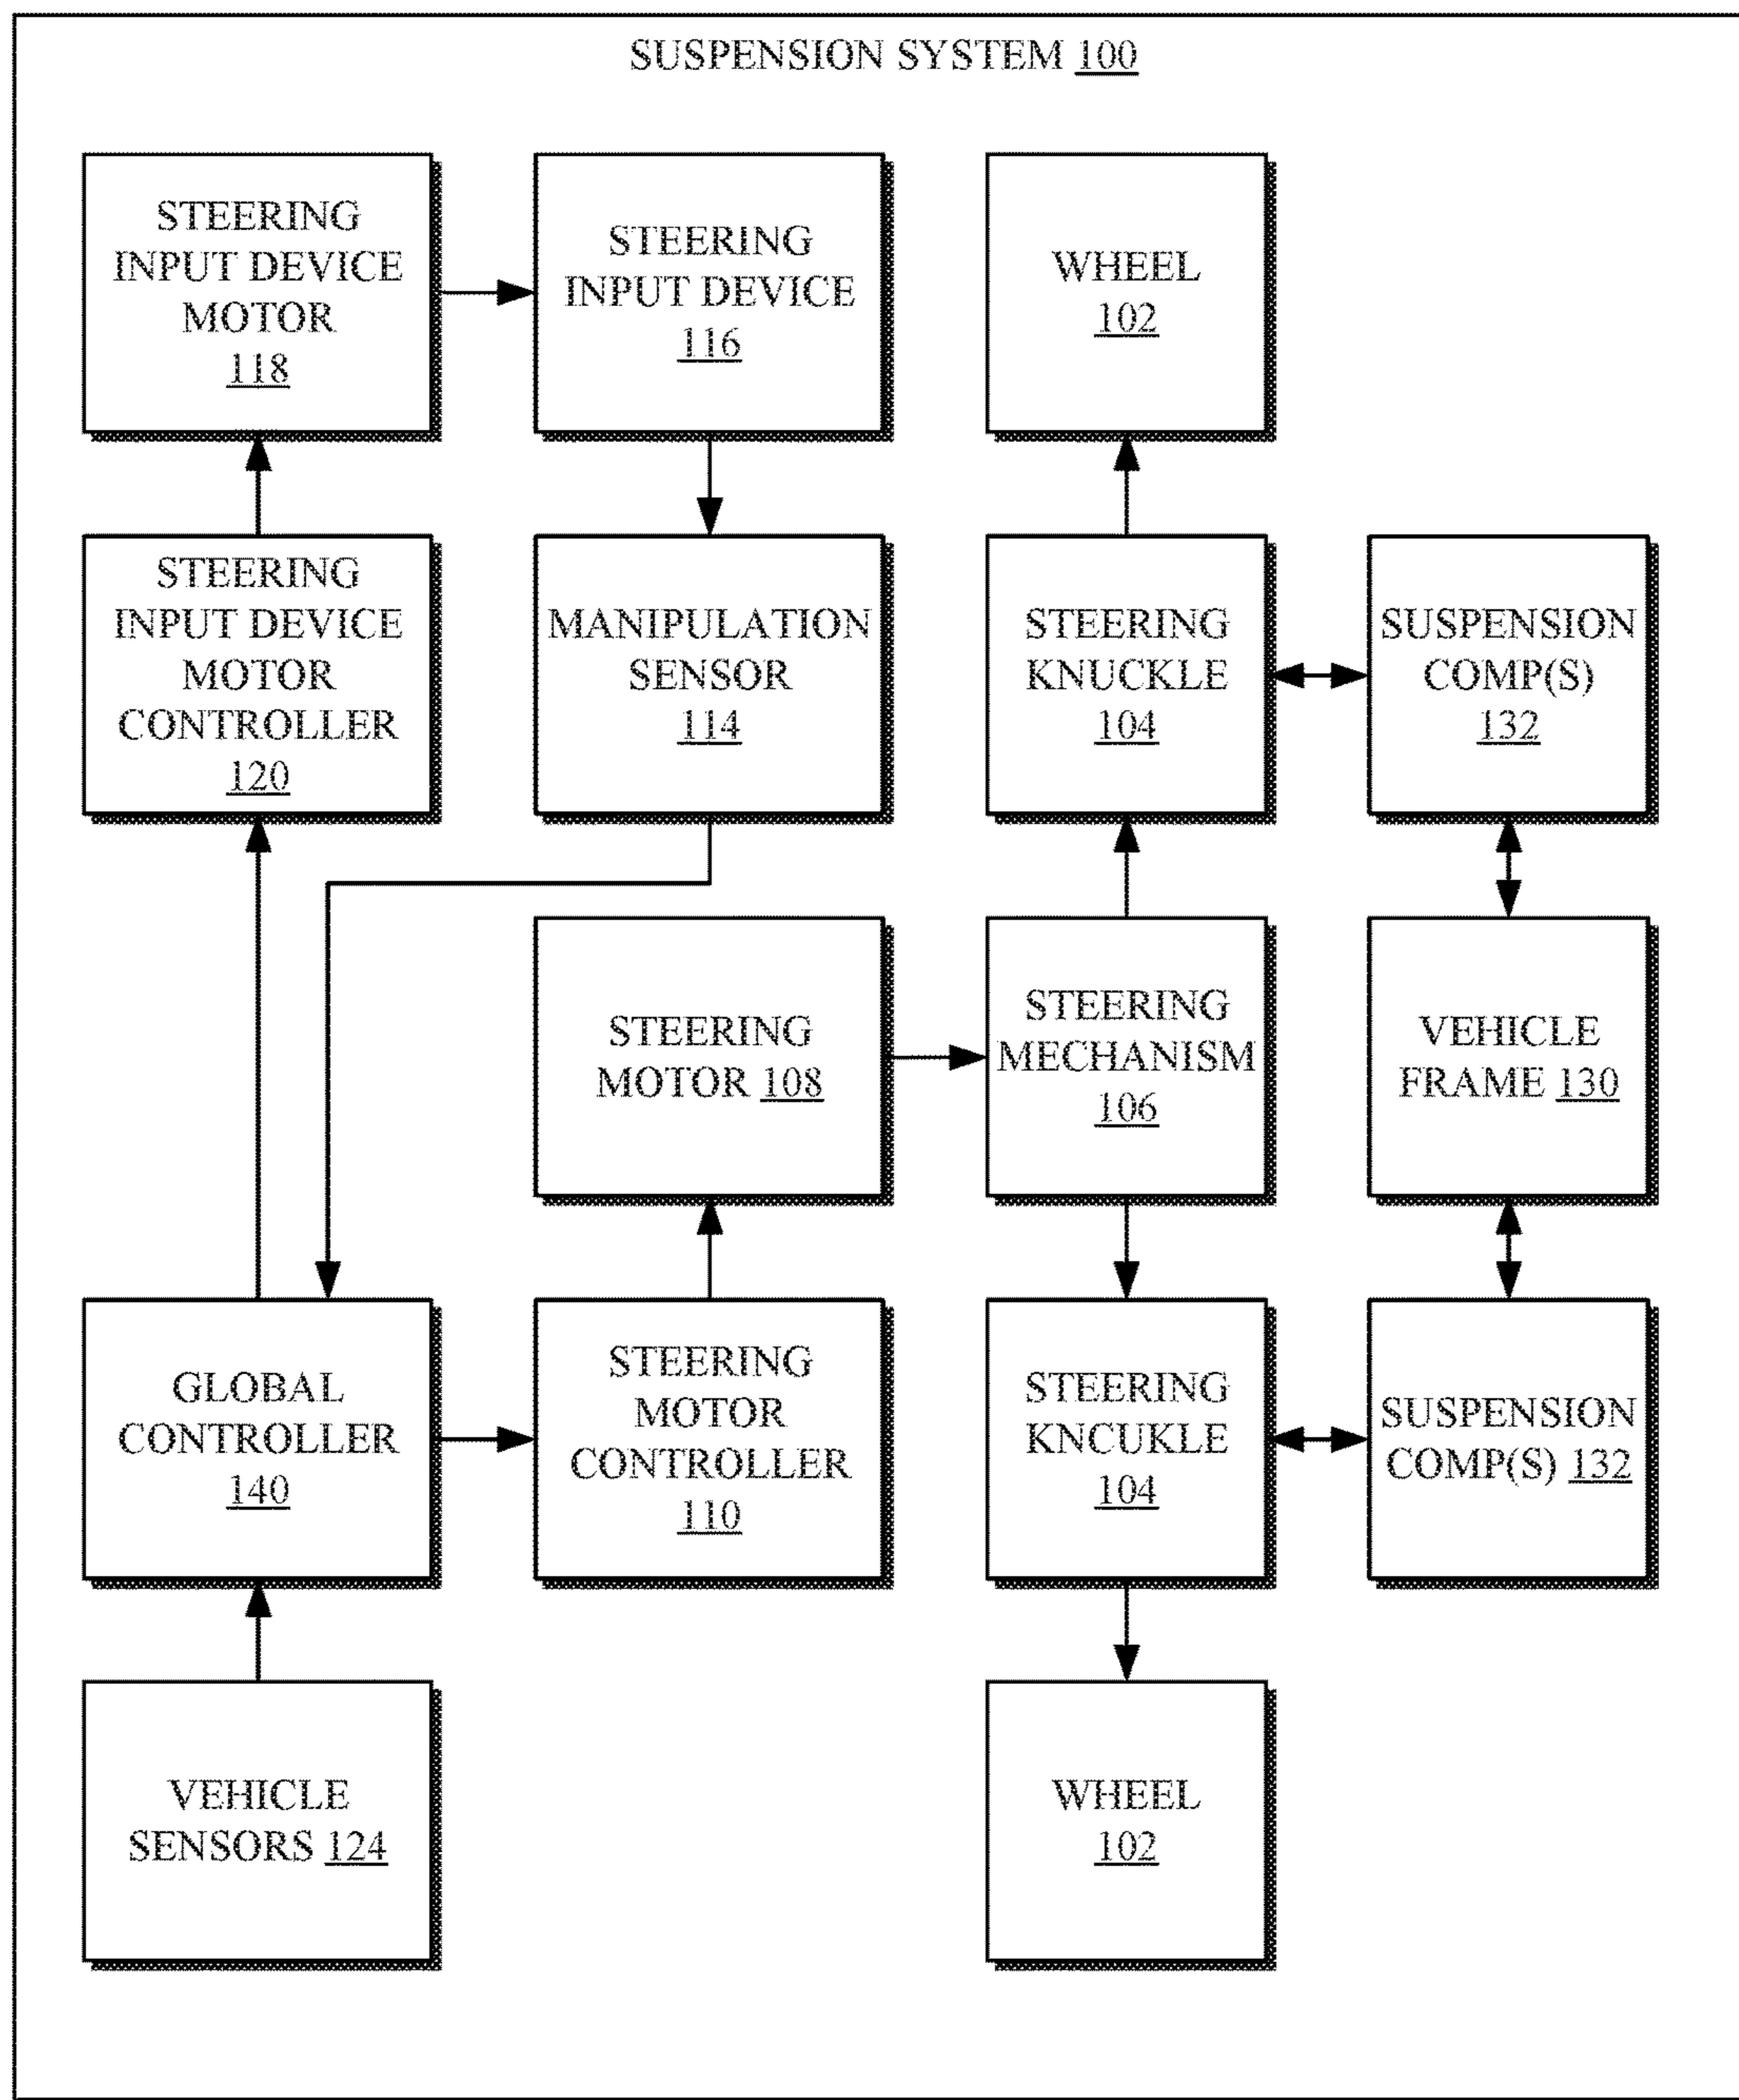 SUSPENSION SYSTEM 100
STEERING
INPUT DEVICE
MOTOR
118
STEERING
INPUT DEVICE
116
WHEEL
102
STEERING
INPUT DEVICE
MOTOR
CONTROLLER
120
MANIPULATION
SENSOR
114
STEERING
KNUCKLE
104
SUSPENSION
COMP(S)
132
STEERING
MOTOR 108
STEERING
MECHANISM
106
VEHICLE
FRAME 130
GLOBAL
CONTROLLER
140
STEERING
MOTOR
CONTROLLER
110
STEERING
KNCUKLE
104
SUSPENSION
COMP(S) 132
VEHICLE
SENSORS 124
WHEEL
102